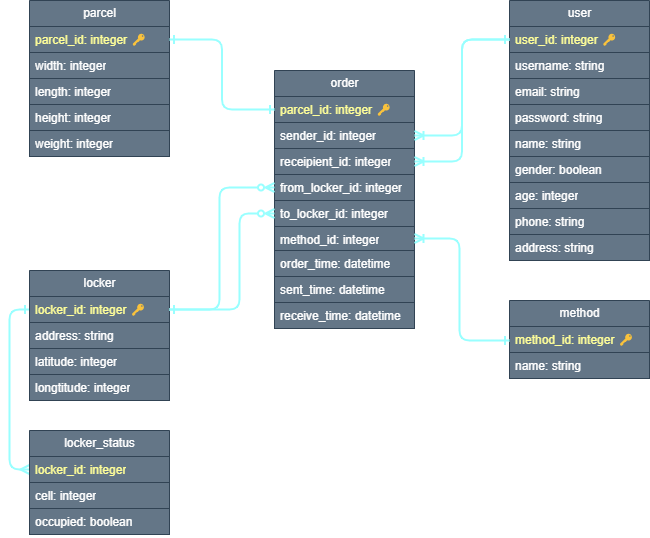 parcel
parcel_id: integer 🔑
width: integer
length: integer
height: integer
weight: integer
order
parcel_id: integer 🔑
sender_id: integer
receipient_id: integer
from_locker_id: integer
to_locker_id: integer
method_id: integer
order_time: datetime
sent_time: datetime
receive_time: datetime
user
user_id: integer 🔑
username: string
email: string
password: string
name: string
gender: boolean
age: integer
phone: string
address: string
locker
locker_id: integer 🔑
address: string
latitude: integer
longtitude: integer
method
method_id: integer 🔑
name: string
locker_status
locker_id: integer
cell: integer
occupied: boolean